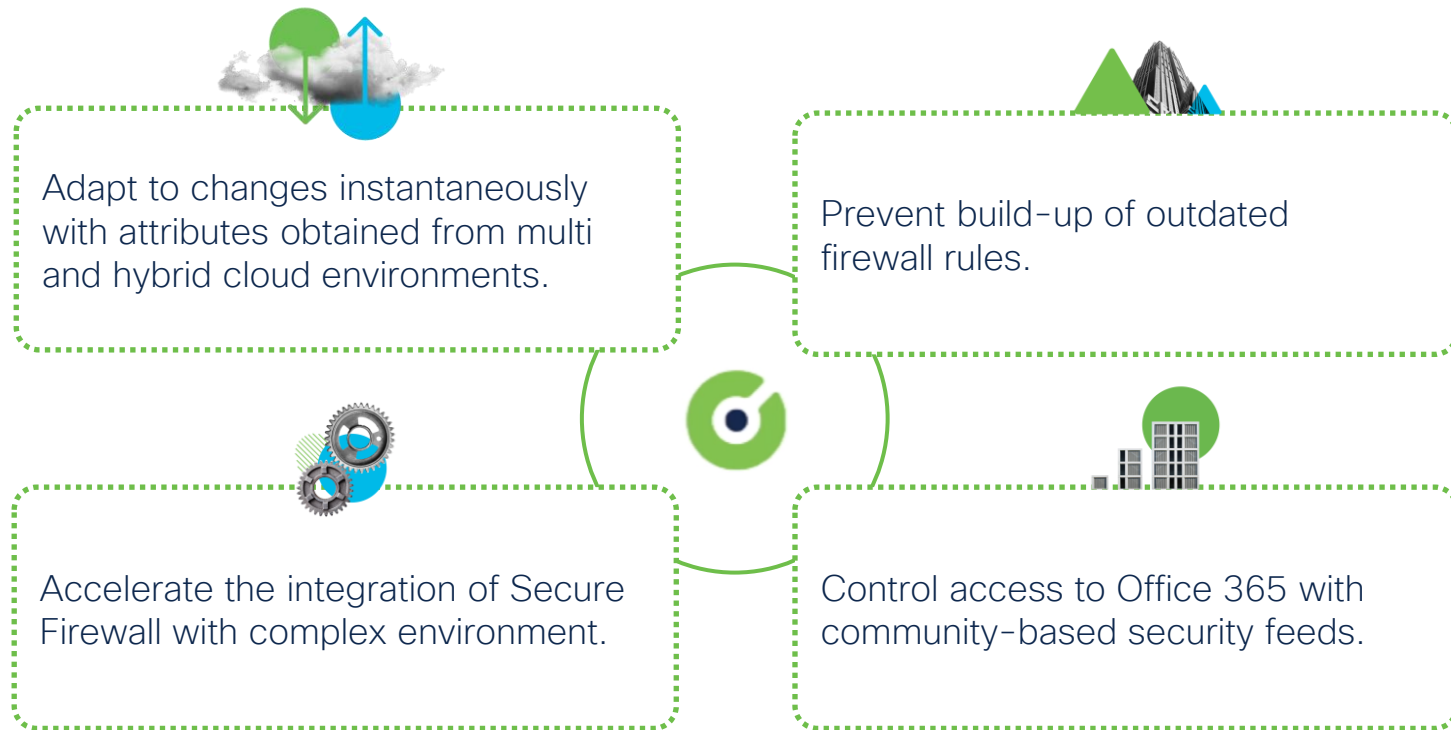 Adapt to changes instantaneously
with attributes obtained from multi
and hybrid cloud environments.
Prevent build-up of outdated
firewall rules.
Accelerate the integration of Secure
Firewall with complex environment.
Control access to Office 365 with
community-based security feeds.